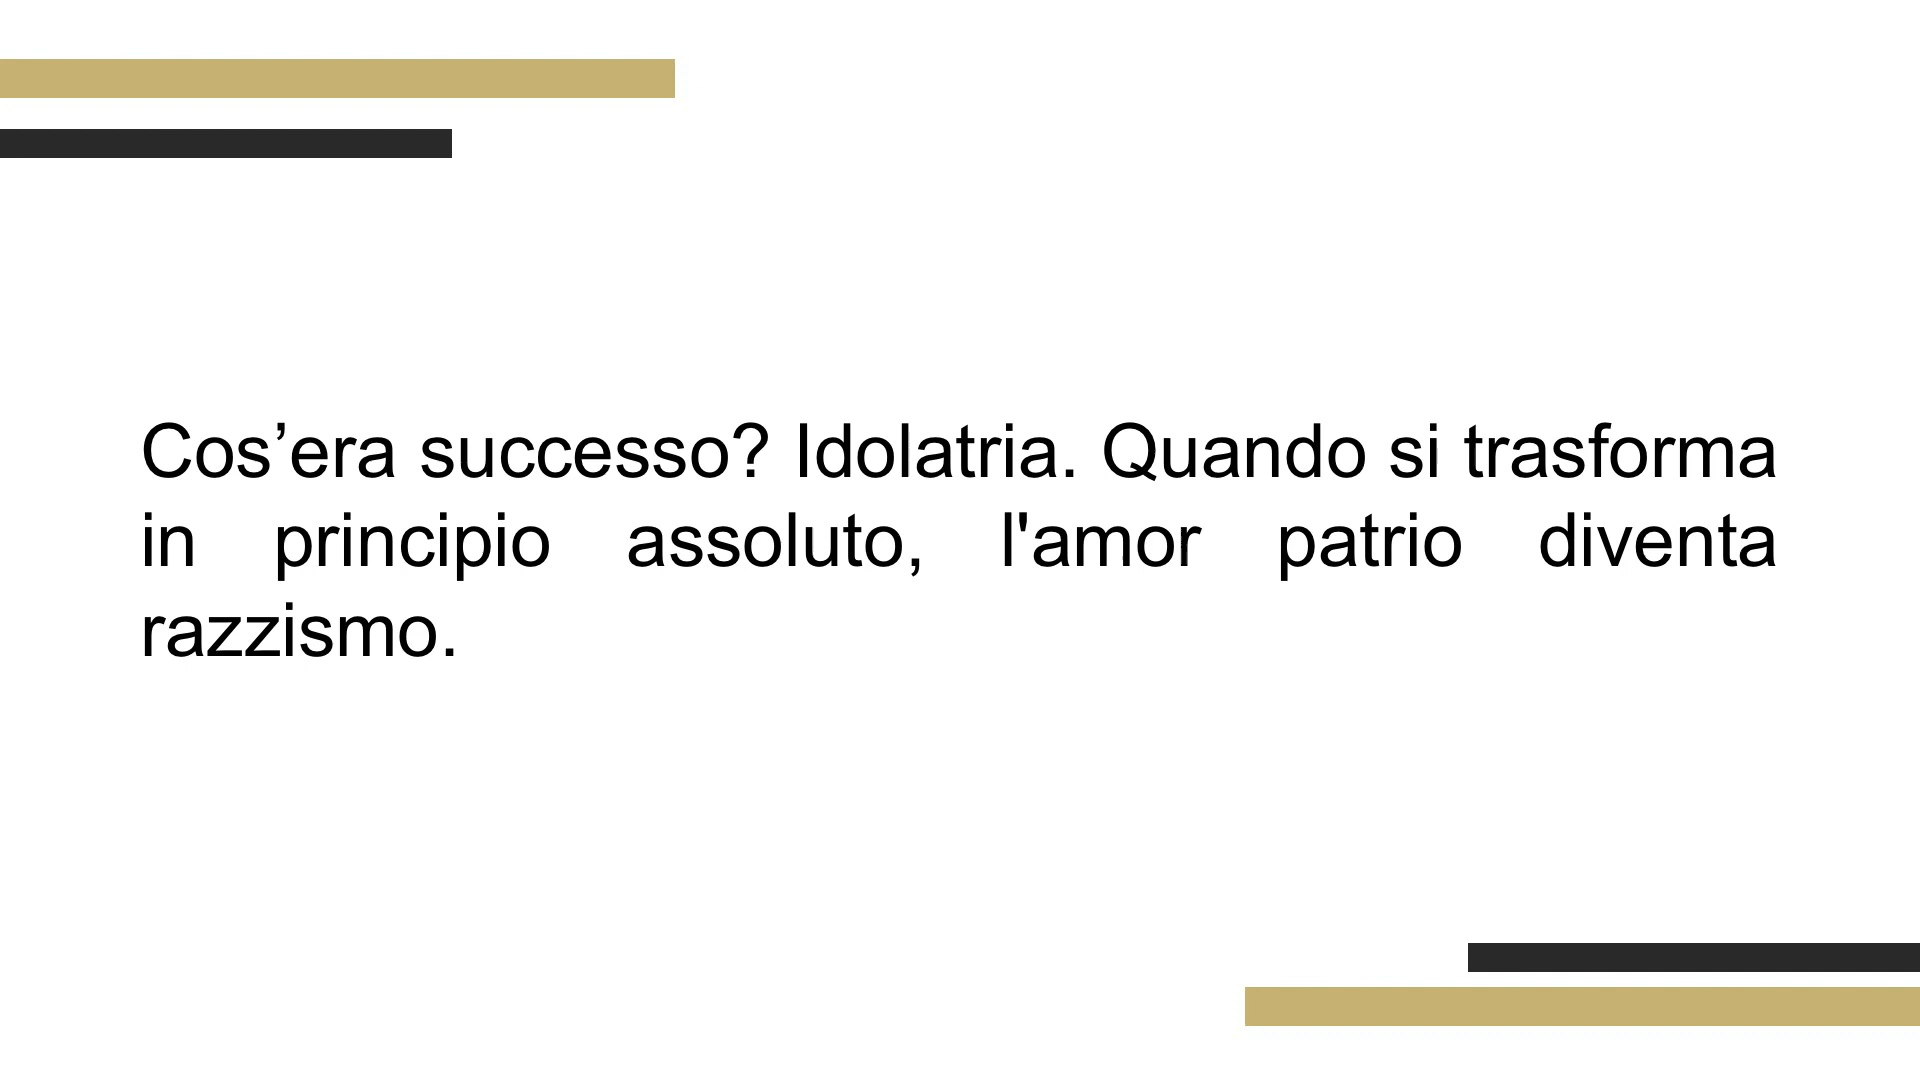 Cos’era successo? Idolatria. Quando si trasforma
in principio assoluto, l'amor patrio diventa
razzismo.